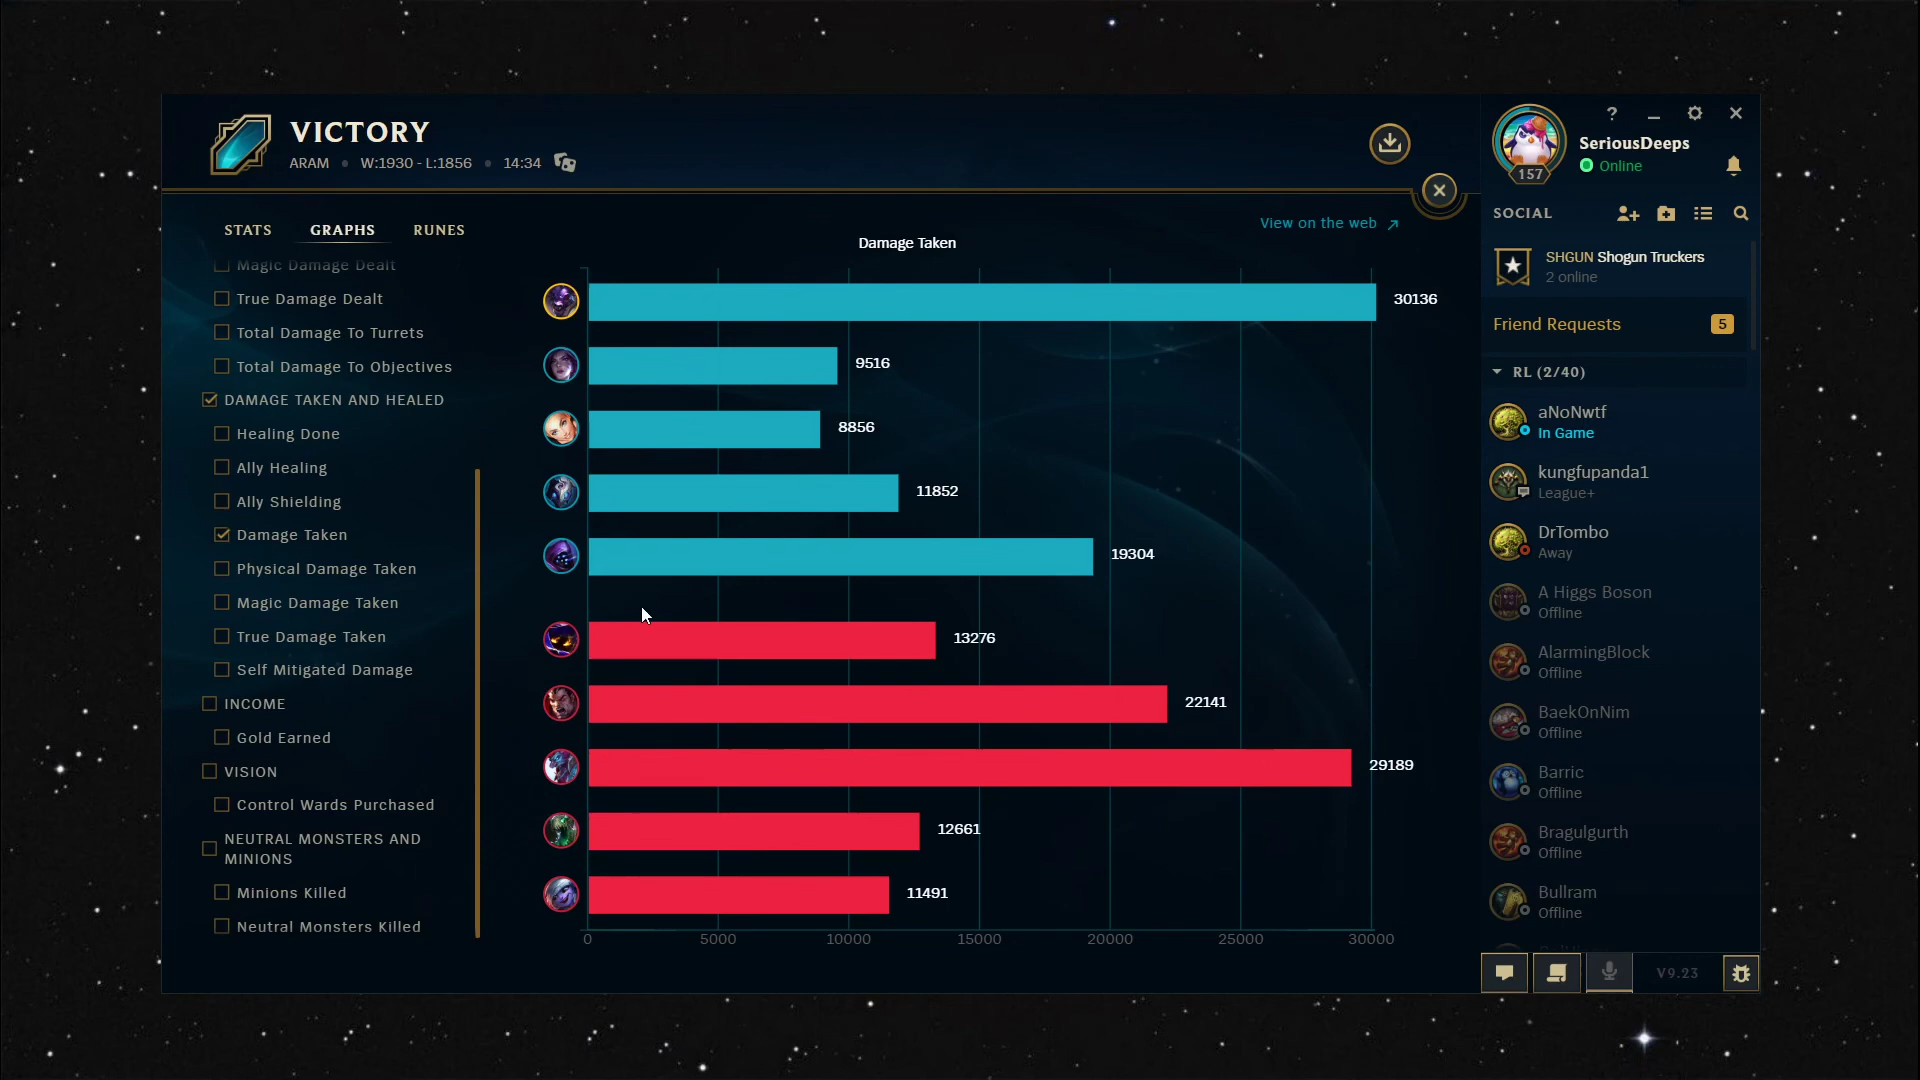 VICTORY
ARAM • W:1930 - L:1856 • 14:34
STATS GRAPHS RUNES
View on the web
Magic Damage Dealt
True Damage Dealt
Total Damage To Turrets
Total Damage To Objectives
DAMAGE TAKEN AND HEALED
Healing Done
Ally Healing
Ally Shielding
Damage Taken
Physical Damage Taken
Magic Damage Taken
True Damage Taken
Self Mitigated Damage
INCOME
Gold Earned
VISION
Control Wards Purchased
NEUTRAL MONSTERS AND
MINIONS
Minions Killed
Neutral Monsters Killed
Damage Taken
30136
9516
8856
11852
19304
13276
22141
29189
12661
11491
0 5000 10000 15000 20000 25000 30000
?
SeriousDeeps
157
Online
SOCIAL
SHGUN Shogun Truckers
2 online
Friend Requests 5
RL (2/40)
aNoNwtf
In Game
kungfupanda1
League+
DrTombo
Away
A Higgs Boson
Offline
AlarmingBlock
Offline
BaekOnNim
Offline
Barric
Offline
Bragulgurth
Offline
Bullram
Offline
V9.23